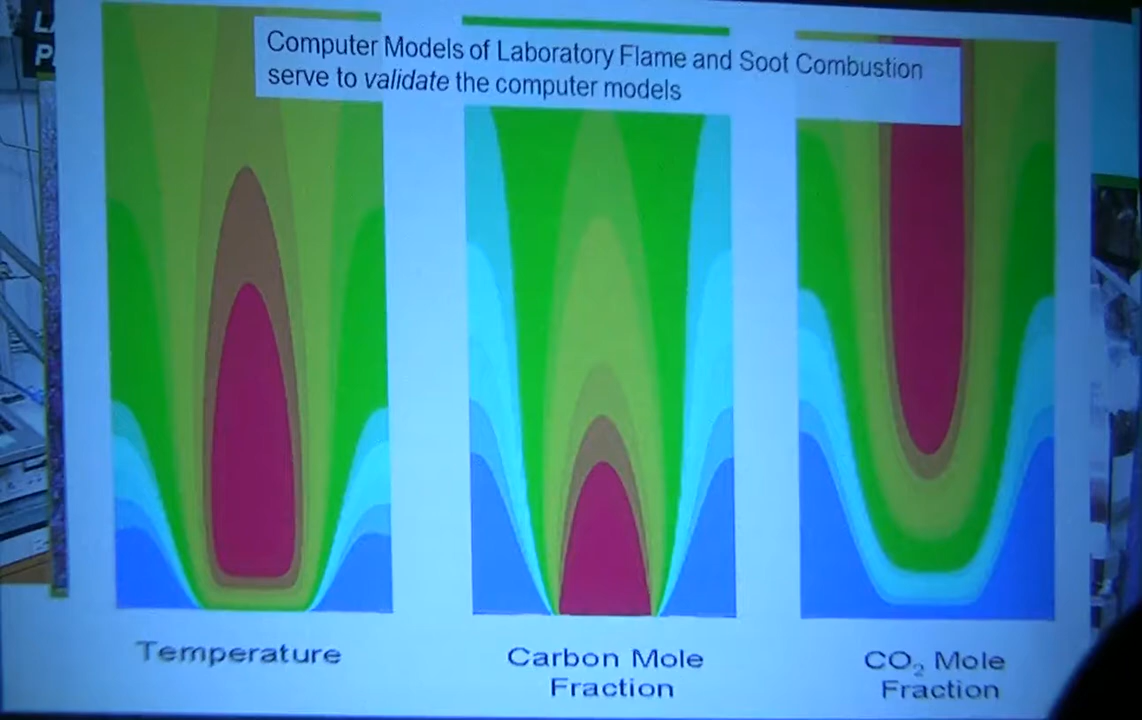 L
P
Computer Models of Laboratory Flame and Soot Combustion
serve to validate the computer models
Temperature
Carbon Mole
Fraction
CO₂ Mole
Fraction